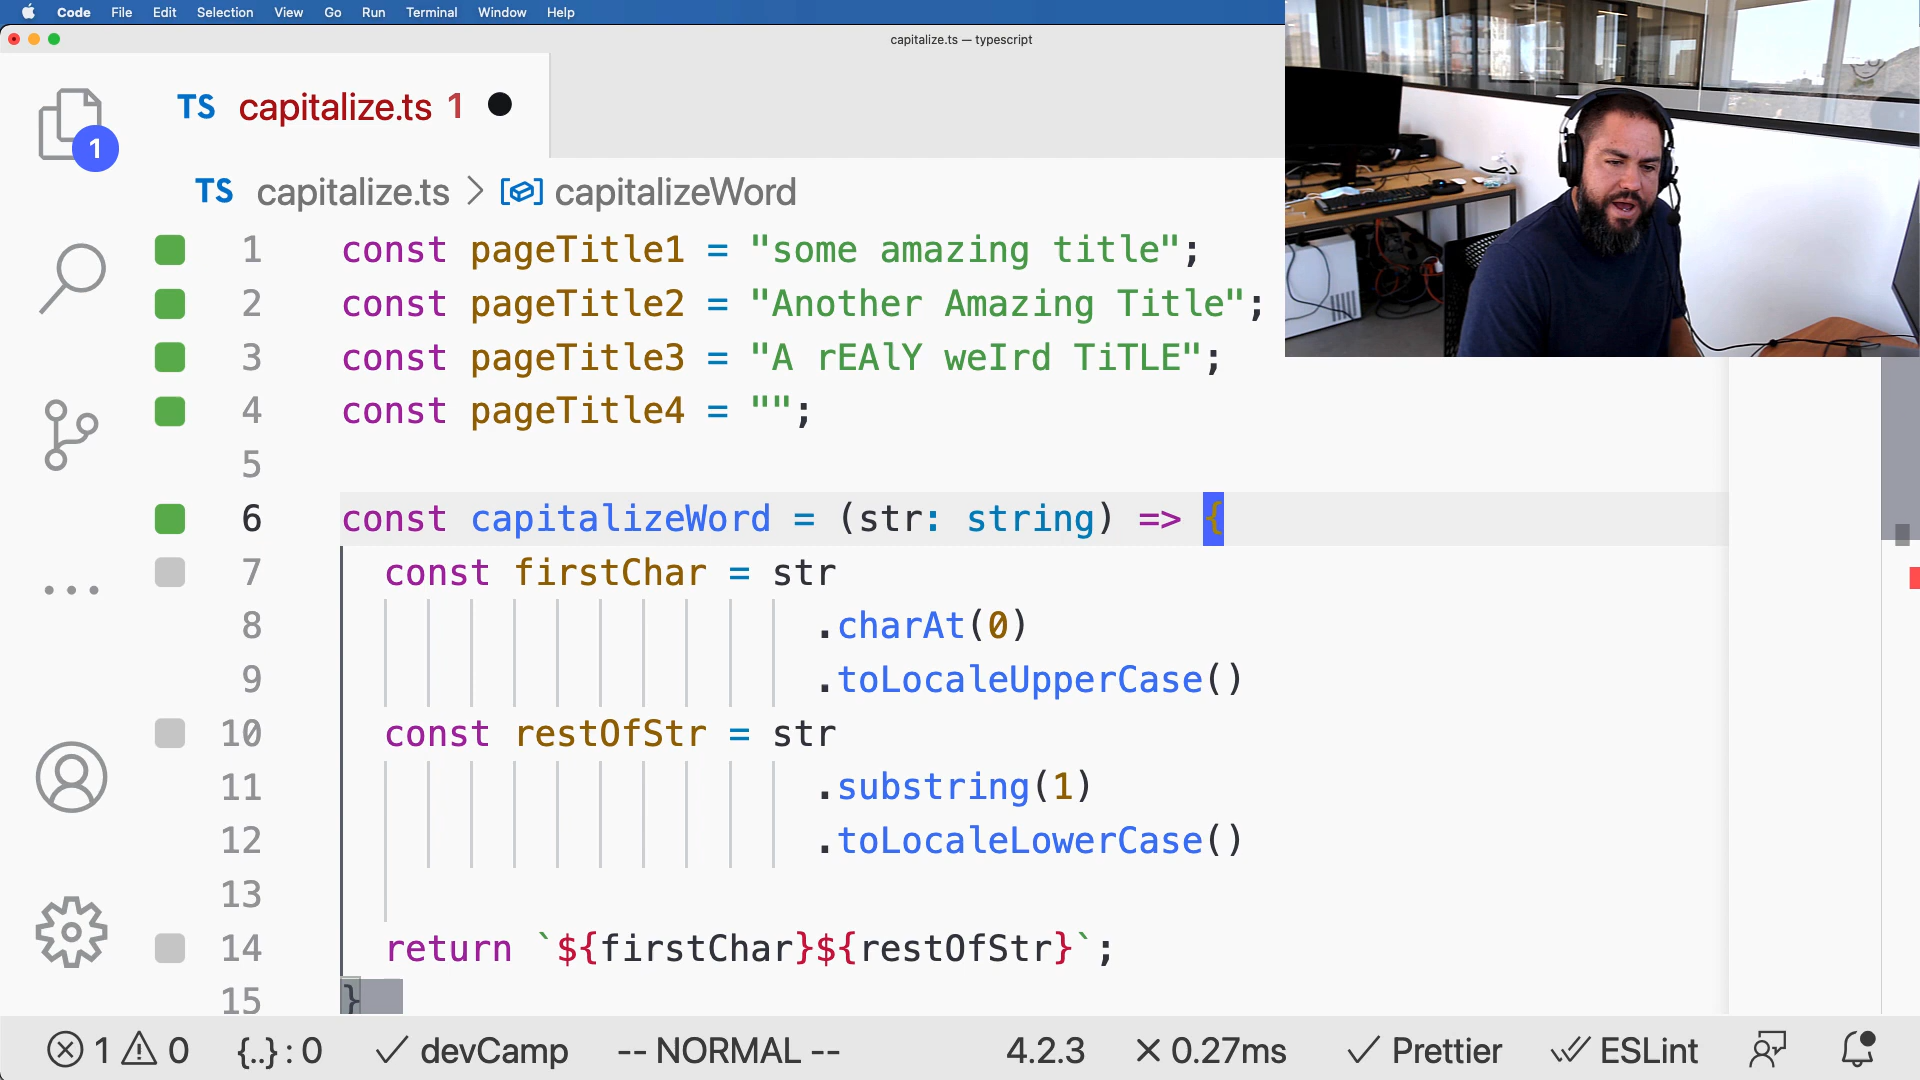 Code File Edit Selection View Go Run Terminal Window Help
capitalize.ts — typescript
TS capitalize.ts 1
1
TS capitalize.ts > capitalizeWord
1 const pageTitle1 = "some amazing title";
2 const pageTitle2 = "Another Amazing Title";
3 const pageTitle3 = "A rEAlY weIrd TiTLE";
4 const pageTitle4 = "";
5
6 const capitalizeWord = (str: string) => {
7 const firstChar = str
8 .charAt(0)
9 .toLocaleUpperCase()
10 const restOfStr = str
11 .substring(1)
12 .toLocaleLowerCase()
13
14 return `${firstChar}${restOfStr}`;
15 }
1 0 {..} : 0 devCamp -- NORMAL -- 4.2.3 × 0.27ms Prettier ESLint